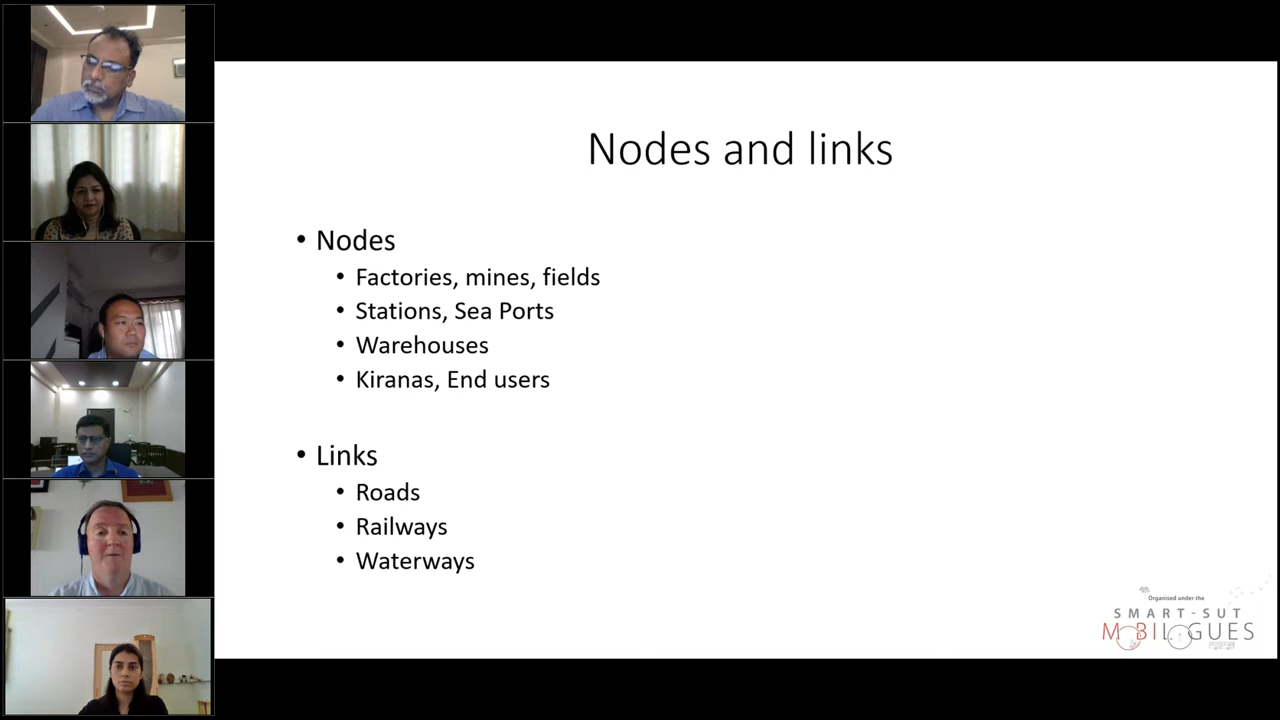 Nodes and links
• Nodes
• Factories, mines, fields
• Stations, Sea Ports
• Warehouses
• Kiranas, End users
• Links
• Roads
• Railways
• Waterways
Organised under the
SMART-SUT
MOBILOGUES